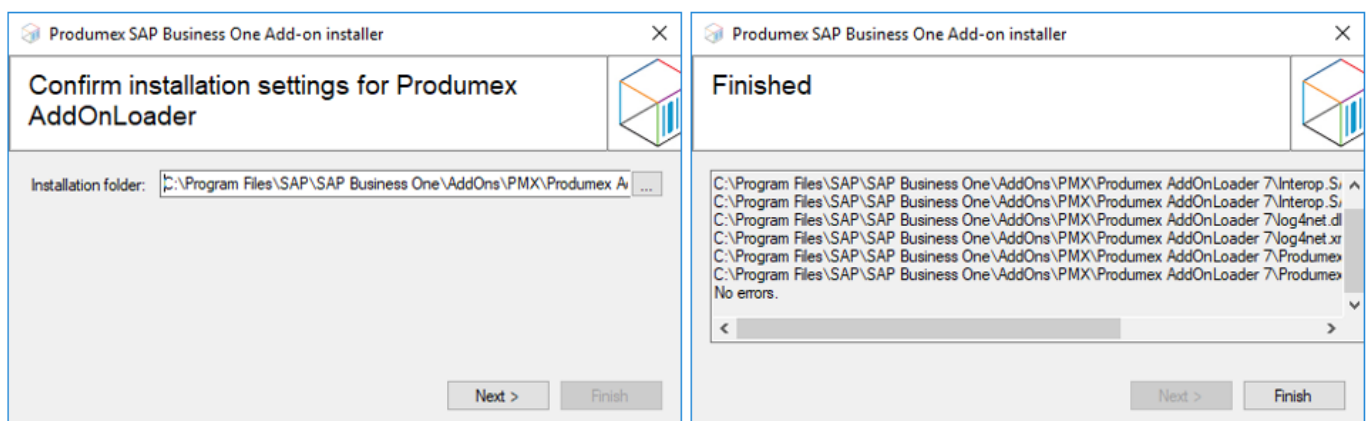 Produmex SAP Business One Add-on installer
Confirm installation settings for Produmex
AddOnLoader
Installation folder: C:\Program Files\SAP\SAP Business One\AddOns\PMX\Produmex A
...
Next >
Finish
Produmex SAP Business One Add-on installer
Finished
C:\Program Files\SAP\SAP Business One\AddOns\PMX\Produmex AddOnLoader 7\Interop.S
C:\Program Files\SAP\SAP Business One\AddOns\PMX\Produmex AddOnLoader 7\Interop.S
C:\Program Files\SAP\SAP Business One\AddOns\PMX\Produmex AddOnLoader 7\log4net.dl
C:\Program Files\SAP\SAP Business One\AddOns\PMX\Produmex AddOnLoader 7\log4net.x
C:\Program Files\SAP\SAP Business One\AddOns\PMX\Produmex AddOnLoader 7\Produmex
C:\Program Files\SAP\SAP Business One\AddOns\PMX\Produmex AddOnLoader 7\Produmex
No errors.
Next >
Finish